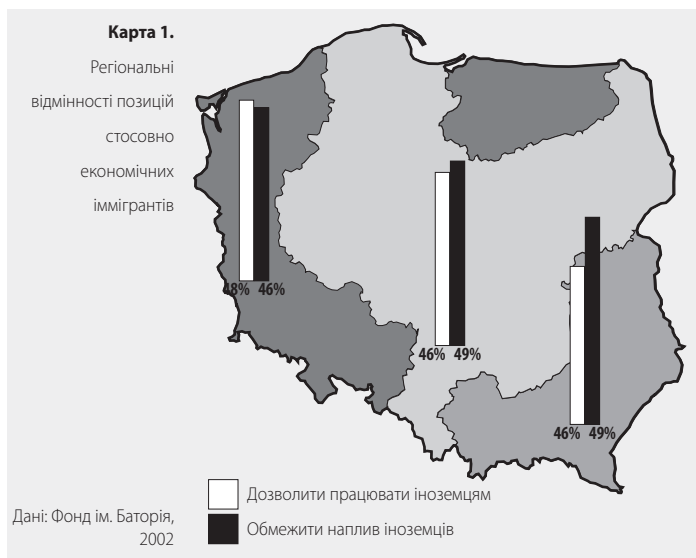 Карта 1.
Регіональні
відмінності позицій
стосовно
економічних
іммігрантів
48% 46%
46% 49%
46% 49%
Дозволити працювати іноземцям
Обмежити наплив іноземців
Дані: Фонд ім. Баторія,
2002